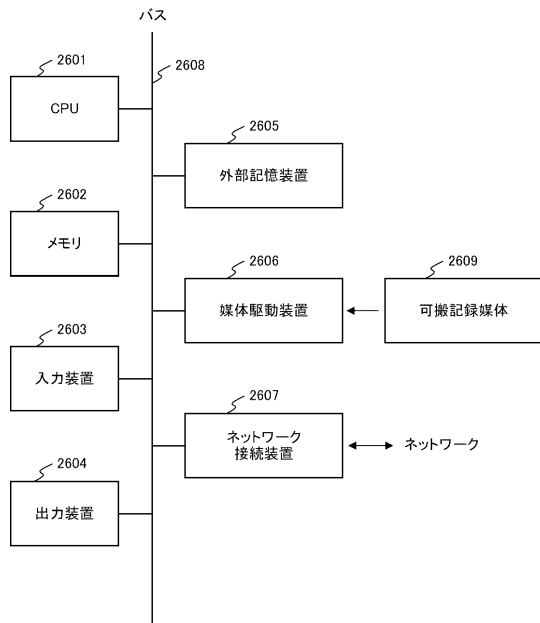 バス
2601
2608
CPU
2605
外部記憶装置
2602
メモリ
2606
2609
媒体駆動装置
可搬記録媒体
2603
入力装置
2607
ネットワーク
接続装置
ネットワーク
2604
出力装置